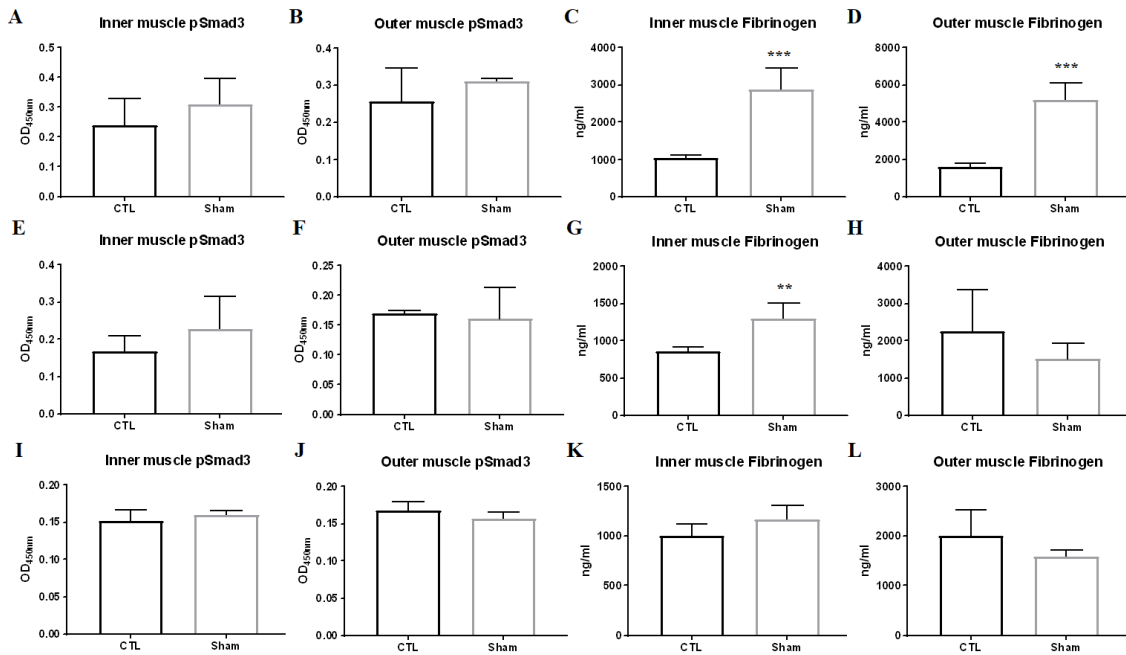 A
Inner muscle pSmad3
OD450nm
0.5
0.4
0.3
0.2
0.1
0.0
CTL
Sham
B
Outer muscle pSmad3
OD450nm
0.4
0.3
0.2
0.1
0.0
CTL
Sham
C
Inner muscle Fibrinogen
ng/ml
4000
3000
2000
1000
0
***
CTL
Sham
D
Outer muscle Fibrinogen
ng/ml
8000
6000
4000
2000
0
***
CTL
Sham
E
Inner muscle pSmad3
OD450nm
0.4
0.3
0.2
0.1
0.0
CTL
Sham
F
Outer muscle pSmad3
OD450nm
0.25
0.20
0.15
0.10
0.05
0.00
CTL
Sham
G
Inner muscle Fibrinogen
ng/ml
2000
1500
1000
500
0
**
CTL
Sham
H
Outer muscle Fibrinogen
ng/ml
4000
3000
2000
1000
0
CTL
Sham
I
Inner muscle pSmad3
OD450nm
0.20
0.15
0.10
0.05
0.00
CTL
Sham
J
Outer muscle pSmad3
OD450nm
0.20
0.15
0.10
0.05
0.00
CTL
Sham
K
Inner muscle Fibrinogen
ng/ml
1500
1000
500
0
CTL
Sham
L
Outer muscle Fibrinogen
ng/ml
3000
2000
1000
0
CTL
Sham